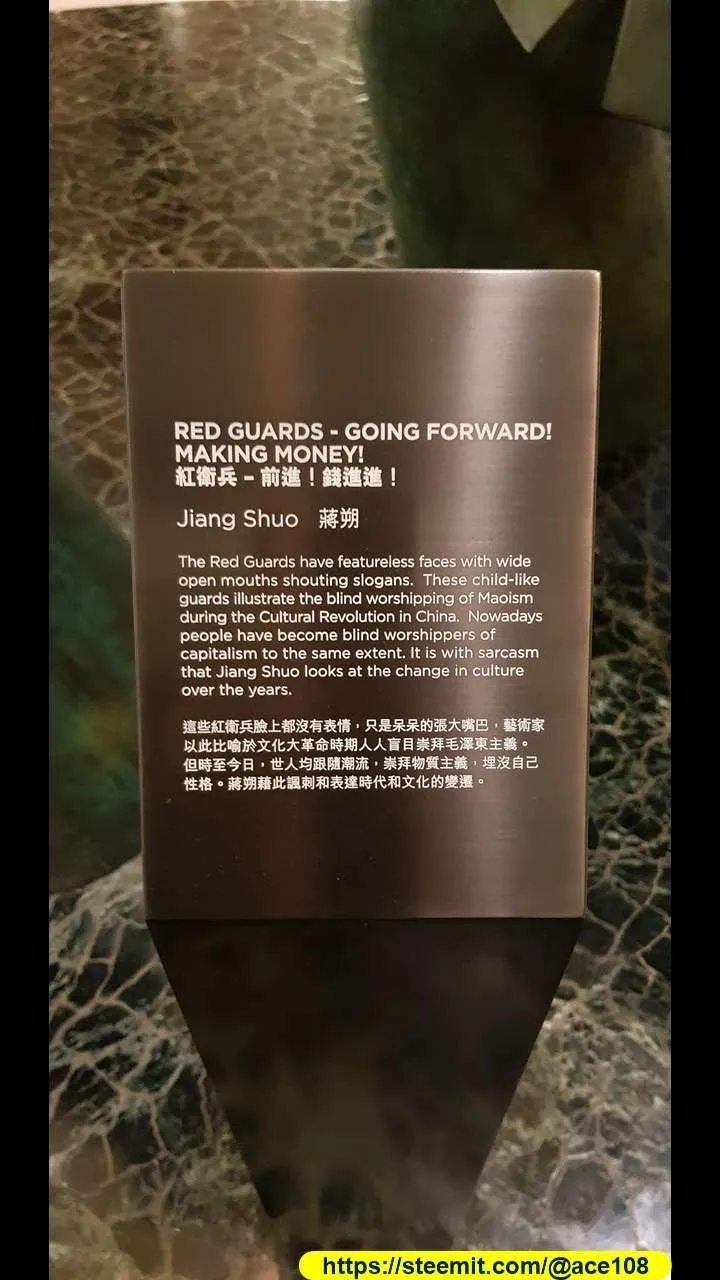 RED GUARDS - GOING FORWARD!
MAKING MONEY!
紅衛兵 – 前進！錢進進！
Jiang Shuo 蔣朔
The Red Guards have featureless faces with wide
open mouths shouting slogans. These child-like
guards illustrate the blind worshipping of Maoism
during the Cultural Revolution in China. Nowadays
people have become blind worshippers of
capitalism to the same extent. It is with sarcasm
that Jiang Shuo looks at the change in culture
over the years.
這些紅衛兵臉上都沒有表情，只是呆呆的張大嘴巴，藝術家
以此比喻於文化大革命時期人人盲目崇拜毛澤東主義。
但時至今日，世人均跟隨潮流，崇拜物質主義，埋沒自己
性格。蔣朔藉此諷刺和表達時代和文化的變遷。
https://steemit.com/@ace108